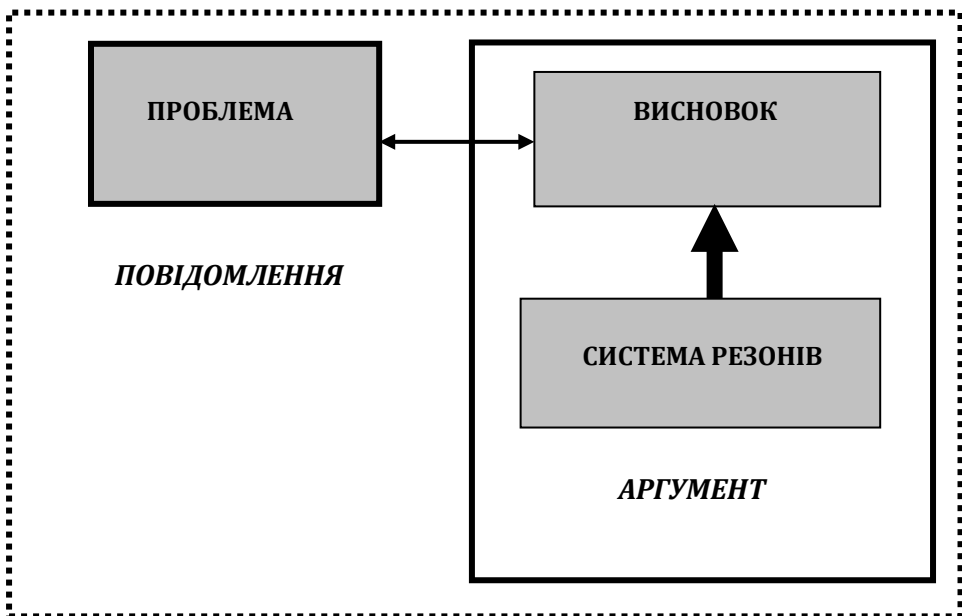 ПРОБЛЕМА
ВИСНОВОК
ПОВІДОМЛЕННЯ
СИСТЕМА РЕЗОНІВ
АРГУМЕНТ